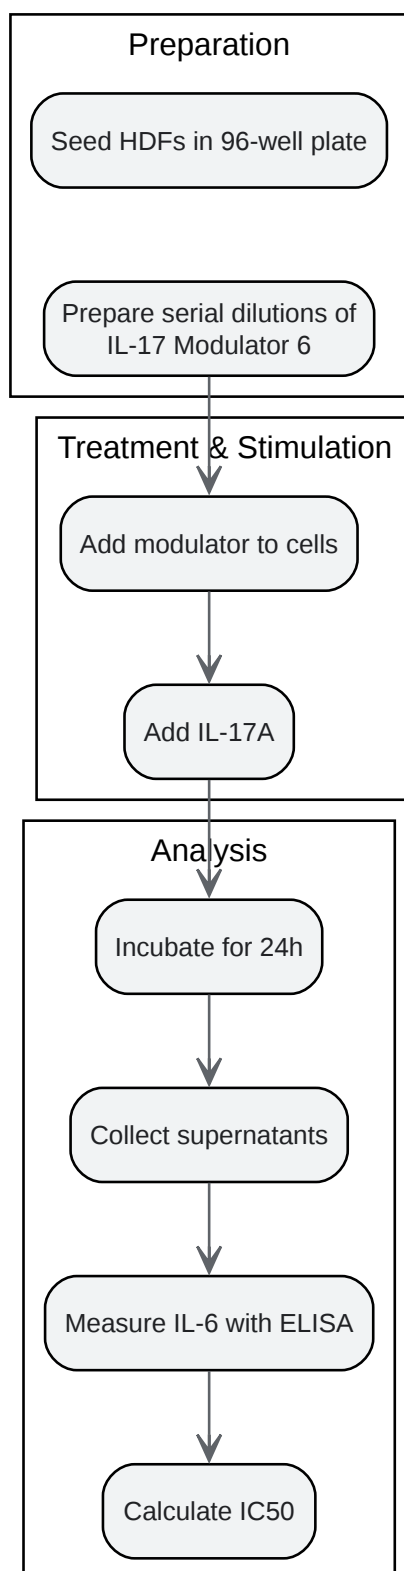 Preparation
Seed HDFs in 96-well plate
Prepare serial dilutions of
IL-17 Modulator 6
Treatment & Stimulation
Add modulator to cells
Add IL-17A
Analysis
Incubate for 24h
Collect supernatants
Measure IL-6 with ELISA
Calculate IC50